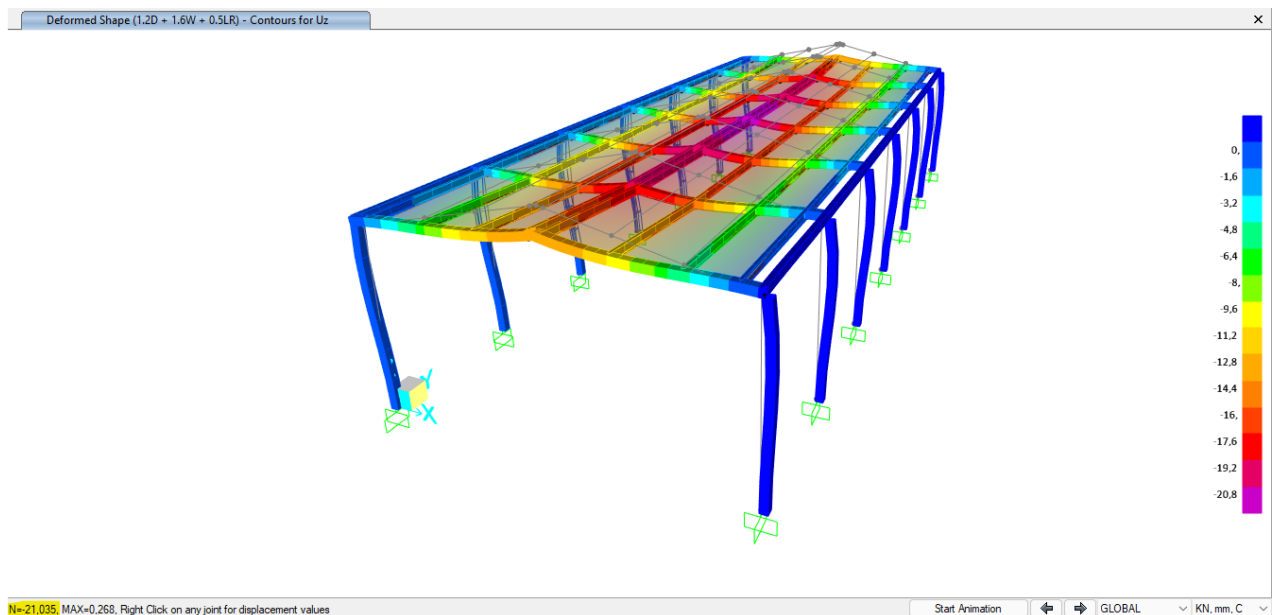 Deformed Shape (1.2D + 1.6W + 0.5LR) - Contours for Uz
0,
-1,6
-3,2
-4,8
-6,4
-8,
-9,6
-11,2
-12,8
-14,4
-16,
-17,6
-19,2
-20,8
Y
X
N=-21,035, MAX=0,268, Right Click on any joint for displacement values
Start Animation
GLOBAL
KN, mm, C